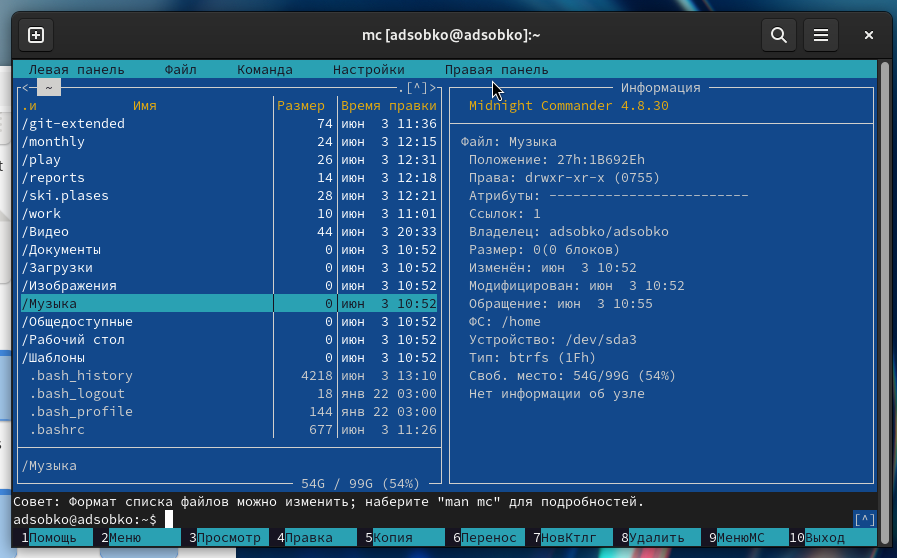 mc [adsobko@adsobko]:~
Левая панель Файл Команда Настройки Правая панель
<- ~ .[^]>
.и Имя Размер Время правки
/git-extended 74 июн 3 11:36
/monthly 24 июн 3 12:15
/play 26 июн 3 12:31
/reports 14 июн 3 12:18
/ski.plases 28 июн 3 12:21
/work 10 июн 3 11:01
/Видео 44 июн 3 20:33
/Документы 0 июн 3 10:52
/Загрузки 0 июн 3 10:52
/Изображения 0 июн 3 10:52
/Музыка 0 июн 3 10:52
/Общедоступные 0 июн 3 10:52
/Рабочий стол 0 июн 3 10:52
/Шаблоны 0 июн 3 10:52
.bash_history 4218 июн 3 13:10
.bash_logout 18 янв 22 03:00
.bash_profile 144 янв 22 03:00
.bashrc 677 июн 3 11:26
/Музыка
54G / 99G (54%)
Информация
Midnight Commander 4.8.30
Файл: Музыка
Положение: 27h:1B692Eh
Права: drwxr-xr-x (0755)
Атрибуты: -------------------------
Ссылок: 1
Владелец: adsobko/adsobko
Размер: 0(0 блоков)
Изменён: июн 3 10:52
Модифицирован: июн 3 10:52
Обращение: июн 3 10:55
ФС: /home
Устройство: /dev/sda3
Тип: btrfs (1Fh)
Своб. место: 54G/99G (54%)
Нет информации об узле
Совет: Формат списка файлов можно изменить; наберите "man mc" для подробностей.
adsobko@adsobko:~$ [^]
1Помощь 2Меню 3Просмотр 4Правка 5Копия 6Перенос 7НовКтлг 8Удалить 9МенюМС 10Выход